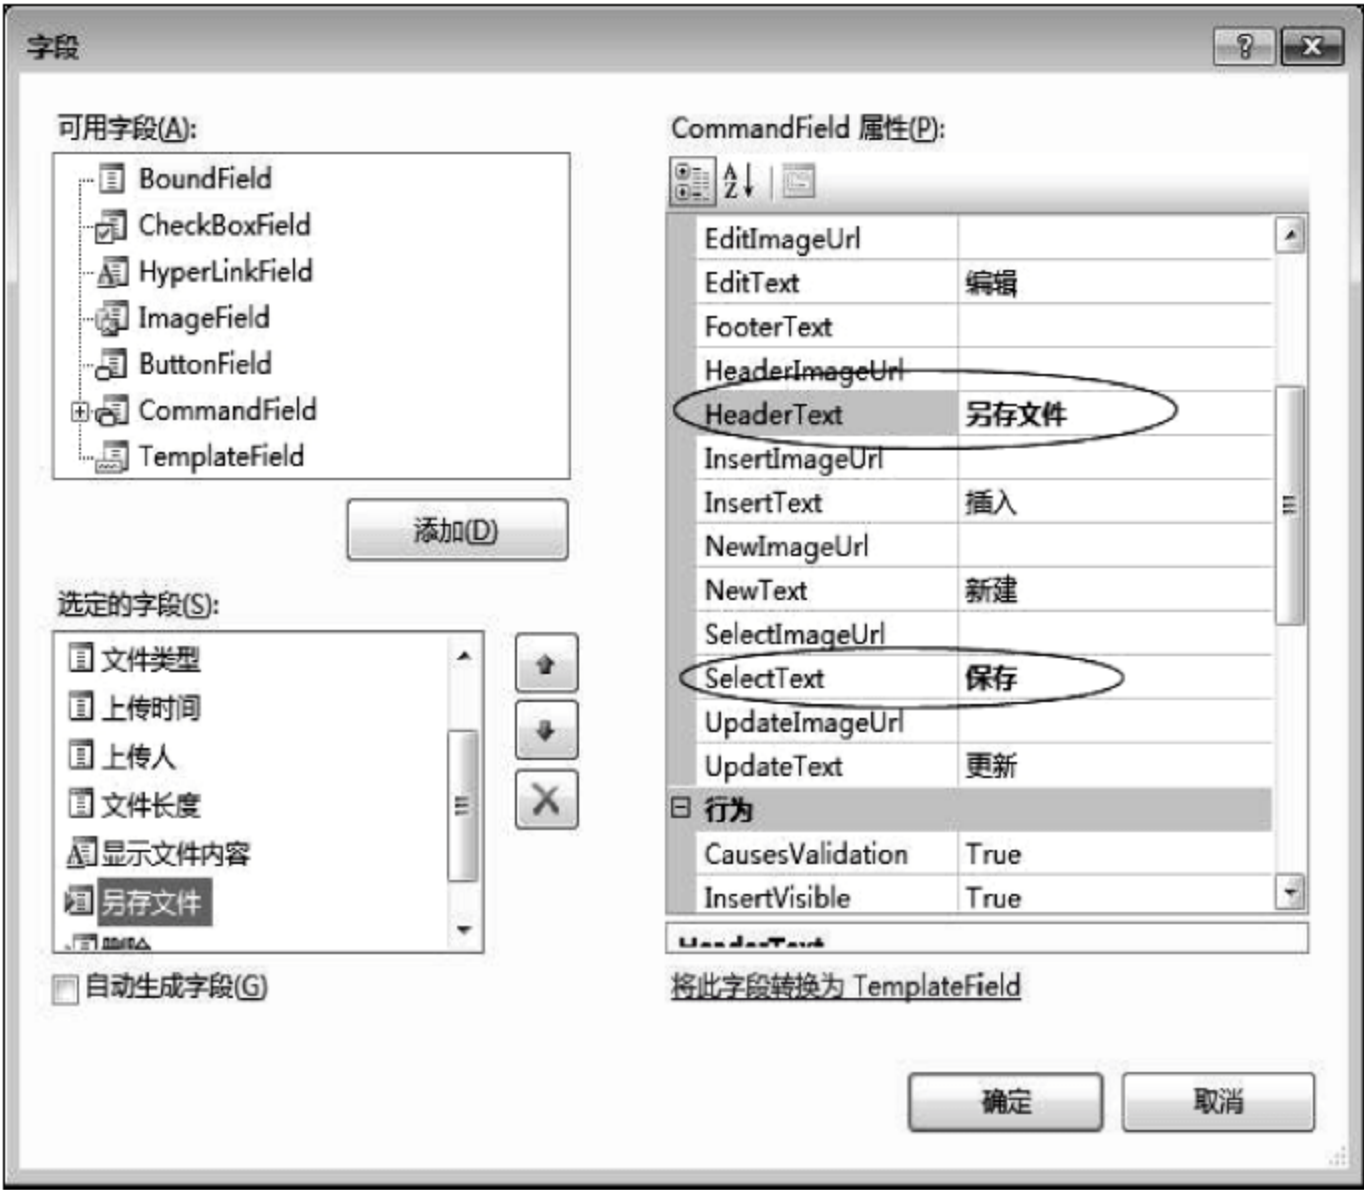 字段
可用字段(A):
BoundField
CheckBoxField
HyperLinkField
ImageField
ButtonField
CommandField
TemplateField
添加(D)
选定的字段(S):
文件类型
上传时间
上传人
文件长度
显示文件内容
另存文件
删除
自动生成字段(G)
CommandField 属性(P):
EditImageUrl
EditText 编辑
FooterText
HeaderImageUrl
HeaderText 另存文件
InsertImageUrl
InsertText 插入
NewImageUrl
NewText 新建
SelectImageUrl
SelectText 保存
UpdateImageUrl
UpdateText 更新
行为
CausesValidation True
InsertVisible True
HeaderText
将此字段转换为 TemplateField
确定
取消